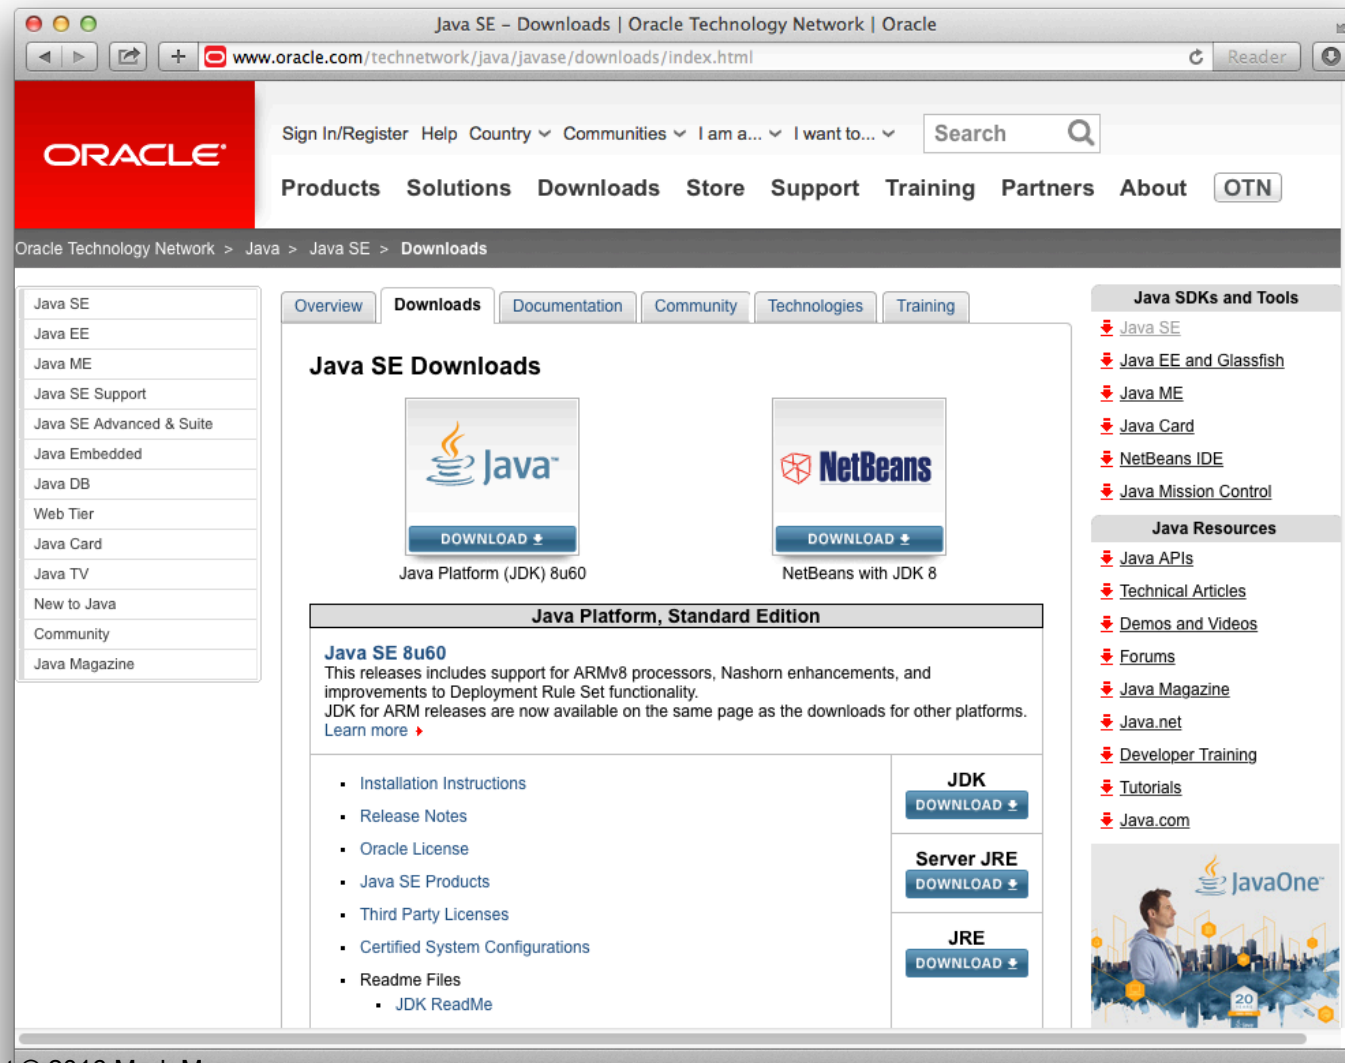 Java SE – Downloads | Oracle Technology Network | Oracle
www.oracle.com/technetwork/java/javase/downloads/index.html
Reader
ORACLE
Sign In/Register Help Country Communities I am a... I want to... Search
Products Solutions Downloads Store Support Training Partners About OTN
Oracle Technology Network > Java > Java SE > Downloads
Java SE
Java EE
Java ME
Java SE Support
Java SE Advanced & Suite
Java Embedded
Java DB
Web Tier
Java Card
Java TV
New to Java
Community
Java Magazine
Overview Downloads Documentation Community Technologies Training
Java SE Downloads
Java™
DOWNLOAD
Java Platform (JDK) 8u60
NetBeans
DOWNLOAD
NetBeans with JDK 8
Java Platform, Standard Edition
Java SE 8u60
This releases includes support for ARMv8 processors, Nashorn enhancements, and
improvements to Deployment Rule Set functionality.
JDK for ARM releases are now available on the same page as the downloads for other platforms.
Learn more
Installation Instructions
Release Notes
Oracle License
Java SE Products
Third Party Licenses
Certified System Configurations
Readme Files
JDK ReadMe
JDK
DOWNLOAD
Server JRE
DOWNLOAD
JRE
DOWNLOAD
Java SDKs and Tools
Java SE
Java EE and Glassfish
Java ME
Java Card
NetBeans IDE
Java Mission Control
Java Resources
Java APIs
Technical Articles
Demos and Videos
Forums
Java Magazine
Java.net
Developer Training
Tutorials
Java.com
JavaOne™
20